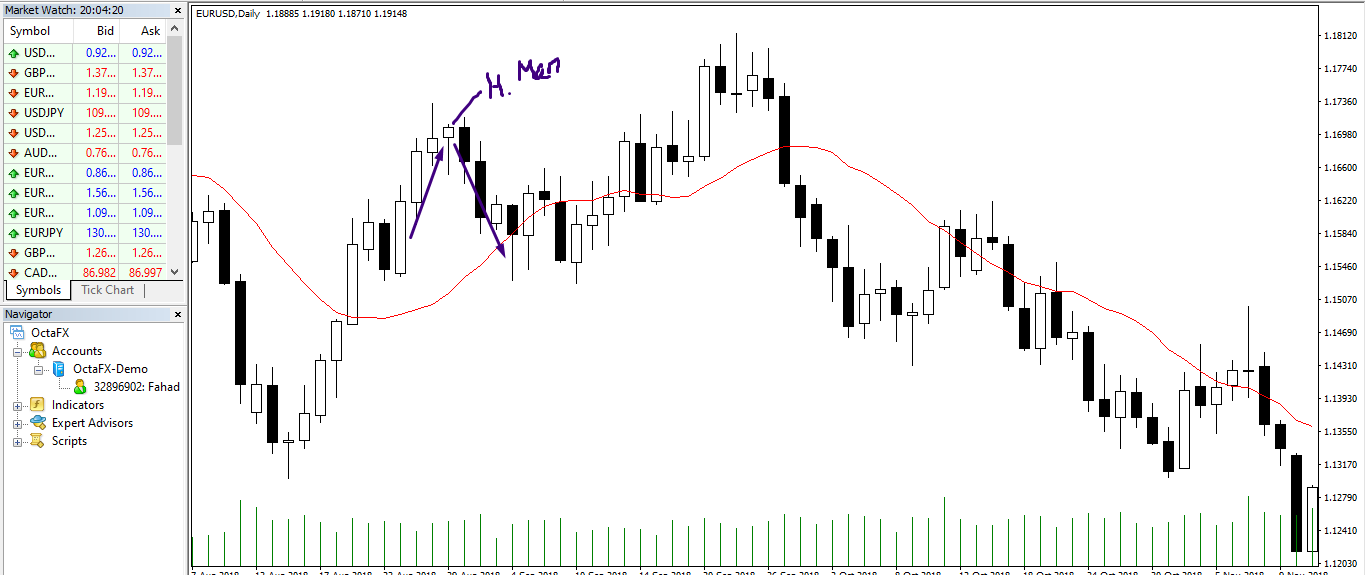 Market Watch: 20:04:20
Symbol Bid Ask
USD... 0.92... 0.92...
GBP... 1.37... 1.37...
EUR... 1.19... 1.19...
USDJPY 109.... 109....
USD... 1.25... 1.25...
AUD... 0.76... 0.76...
EUR... 0.86... 0.86...
EUR... 1.56... 1.56...
EUR... 1.09... 1.09...
EURJPY 130.... 130....
GBP... 1.26... 1.26...
CAD... 86.982 86.997
Symbols Tick Chart
Navigator
OctaFX
Accounts
OctaFX-Demo
32896902: Fahad
Indicators
Expert Advisors
Scripts
EURUSD,Daily 1.18885 1.19180 1.18710 1.19148
H. Man
1.18120
1.17740
1.17360
1.16980
1.16600
1.16220
1.15840
1.15460
1.15070
1.14690
1.14310
1.13930
1.13550
1.13170
1.12790
1.12410
1.12030